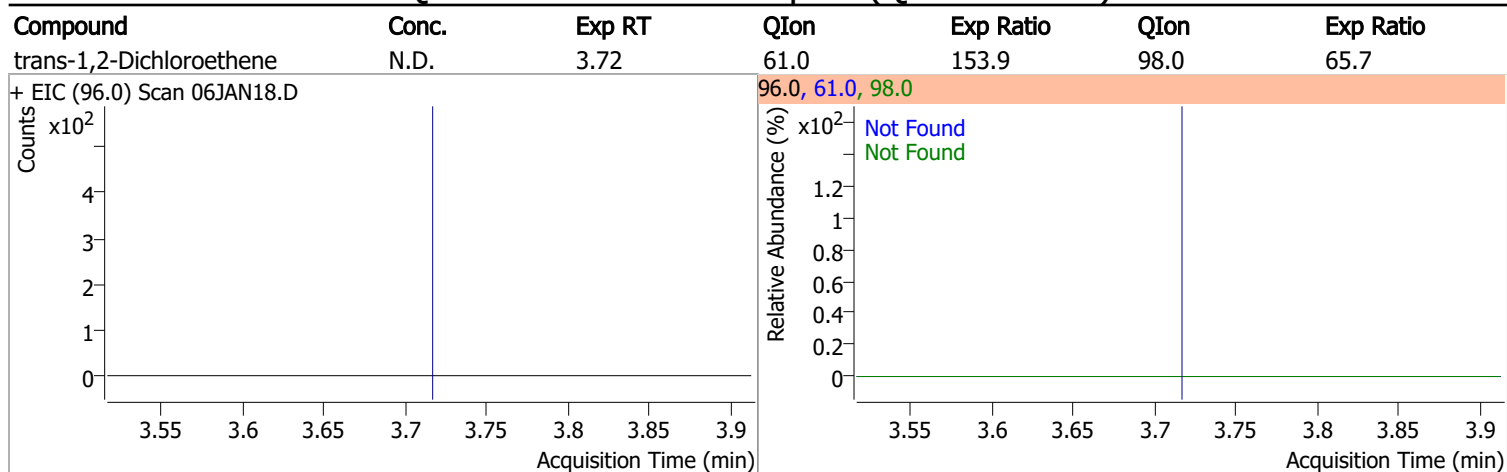 Compound Conc. Exp RT QIon Exp Ratio QIon Exp Ratio
trans-1,2-Dichloroethene N.D. 3.72 61.0 153.9 98.0 65.7
+ EIC (96.0) Scan 06JAN18.D
Counts
x10²
4
3
2
1
0
3.55 3.6 3.65 3.7 3.75 3.8 3.85 3.9
Acquisition Time (min)
96.0, 61.0, 98.0
Relative Abundance (%)
x10²
Not Found
Not Found
1.2
1
0.8
0.6
0.4
0.2
0
3.55 3.6 3.65 3.7 3.75 3.8 3.85 3.9
Acquisition Time (min)